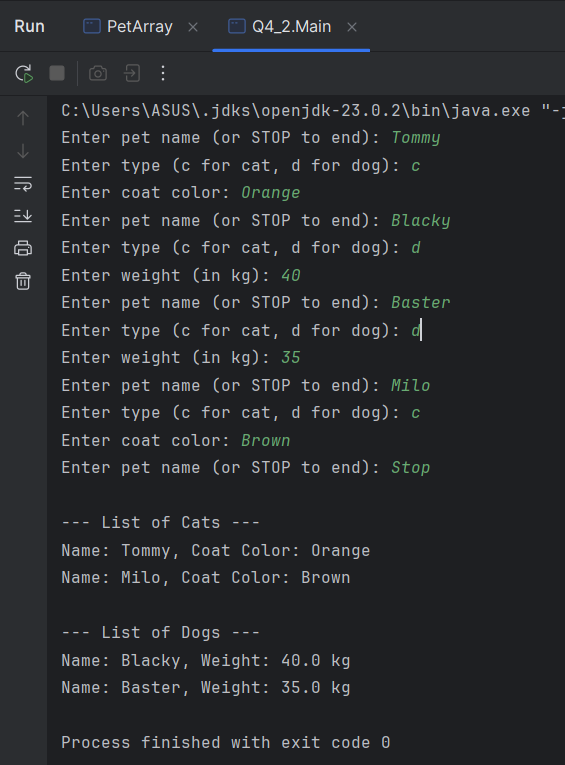 Run PetArray Q4_2.Main
C:\Users\ASUS\.jdks\openjdk-23.0.2\bin\java.exe "-j
Enter pet name (or STOP to end): Tommy
Enter type (c for cat, d for dog): c
Enter coat color: Orange
Enter pet name (or STOP to end): Blacky
Enter type (c for cat, d for dog): d
Enter weight (in kg): 40
Enter pet name (or STOP to end): Baster
Enter type (c for cat, d for dog): d
Enter weight (in kg): 35
Enter pet name (or STOP to end): Milo
Enter type (c for cat, d for dog): c
Enter coat color: Brown
Enter pet name (or STOP to end): Stop
--- List of Cats ---
Name: Tommy, Coat Color: Orange
Name: Milo, Coat Color: Brown
--- List of Dogs ---
Name: Blacky, Weight: 40.0 kg
Name: Baster, Weight: 35.0 kg
Process finished with exit code 0